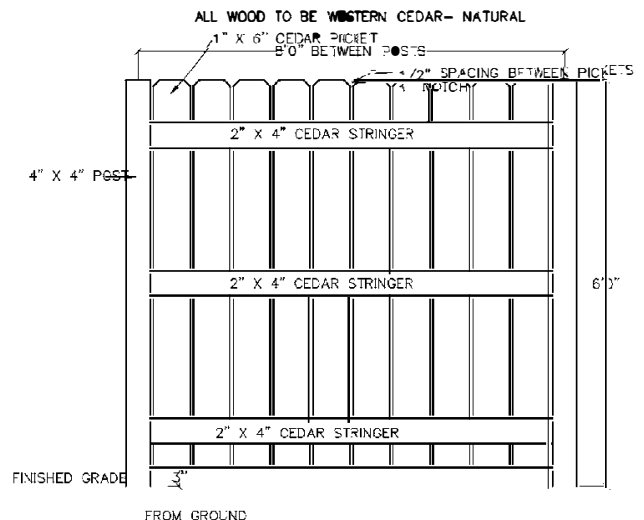 ALL WOOD TO BE WESTERN CEDAR- NATURAL
1" X 6" CEDAR PICKET
8'0" BETWEEN POSTS
1/2" SPACING BETWEEN PICKETS
NOTCH
2" X 4" CEDAR STRINGER
4" X 4" POST
2" X 4" CEDAR STRINGER
6'0"
2" X 4" CEDAR STRINGER
FINISHED GRADE
3"
FROM GROUND